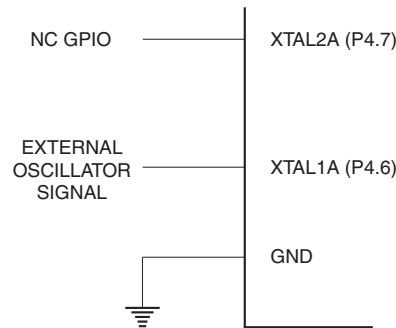 NC GPIO
XTAL2A (P4.7)
EXTERNAL
OSCILLATOR
SIGNAL
XTAL1A (P4.6)
GND